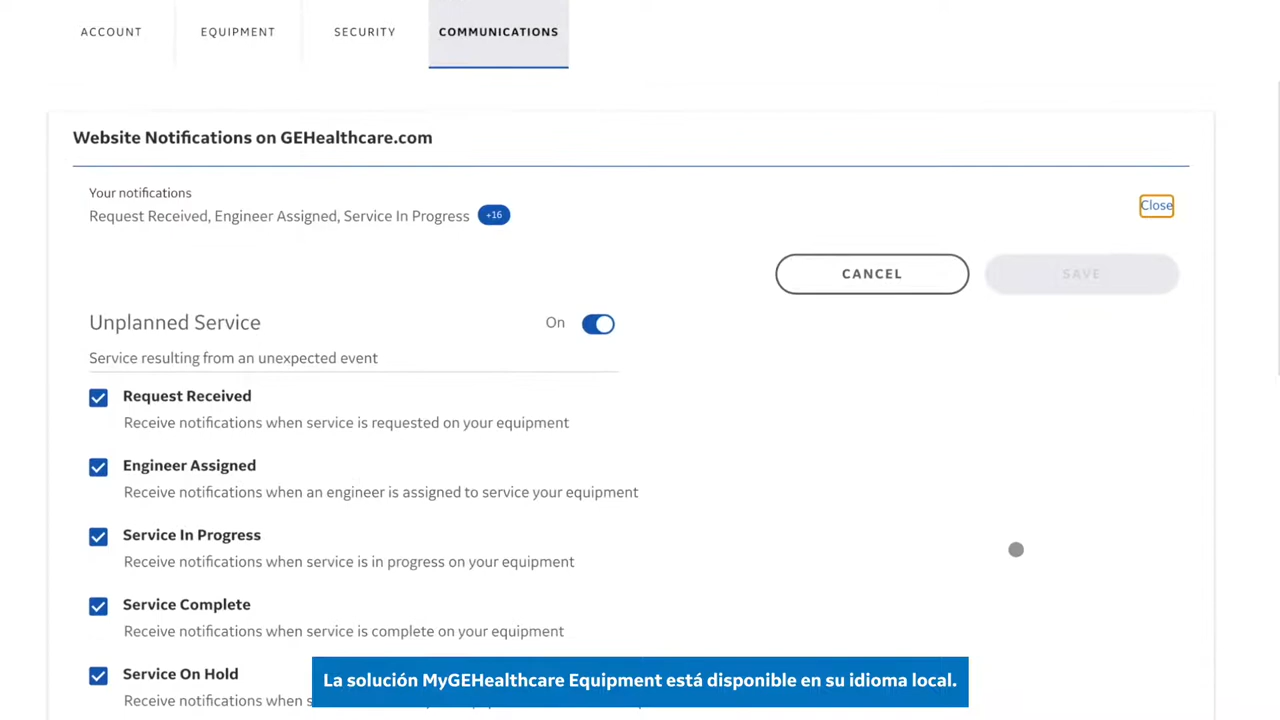 ACCOUNT EQUIPMENT SECURITY COMMUNICATIONS
Website Notifications on GEHealthcare.com
Your notifications
Request Received, Engineer Assigned, Service In Progress +16
Close
CANCEL SAVE
Unplanned Service On
Service resulting from an unexpected event
Request Received
Receive notifications when service is requested on your equipment
Engineer Assigned
Receive notifications when an engineer is assigned to service your equipment
Service In Progress
Receive notifications when service is in progress on your equipment
Service Complete
Receive notifications when service is complete on your equipment
Service On Hold
Receive notifications when
La solución MyGEHealthcare Equipment está disponible en su idioma local.